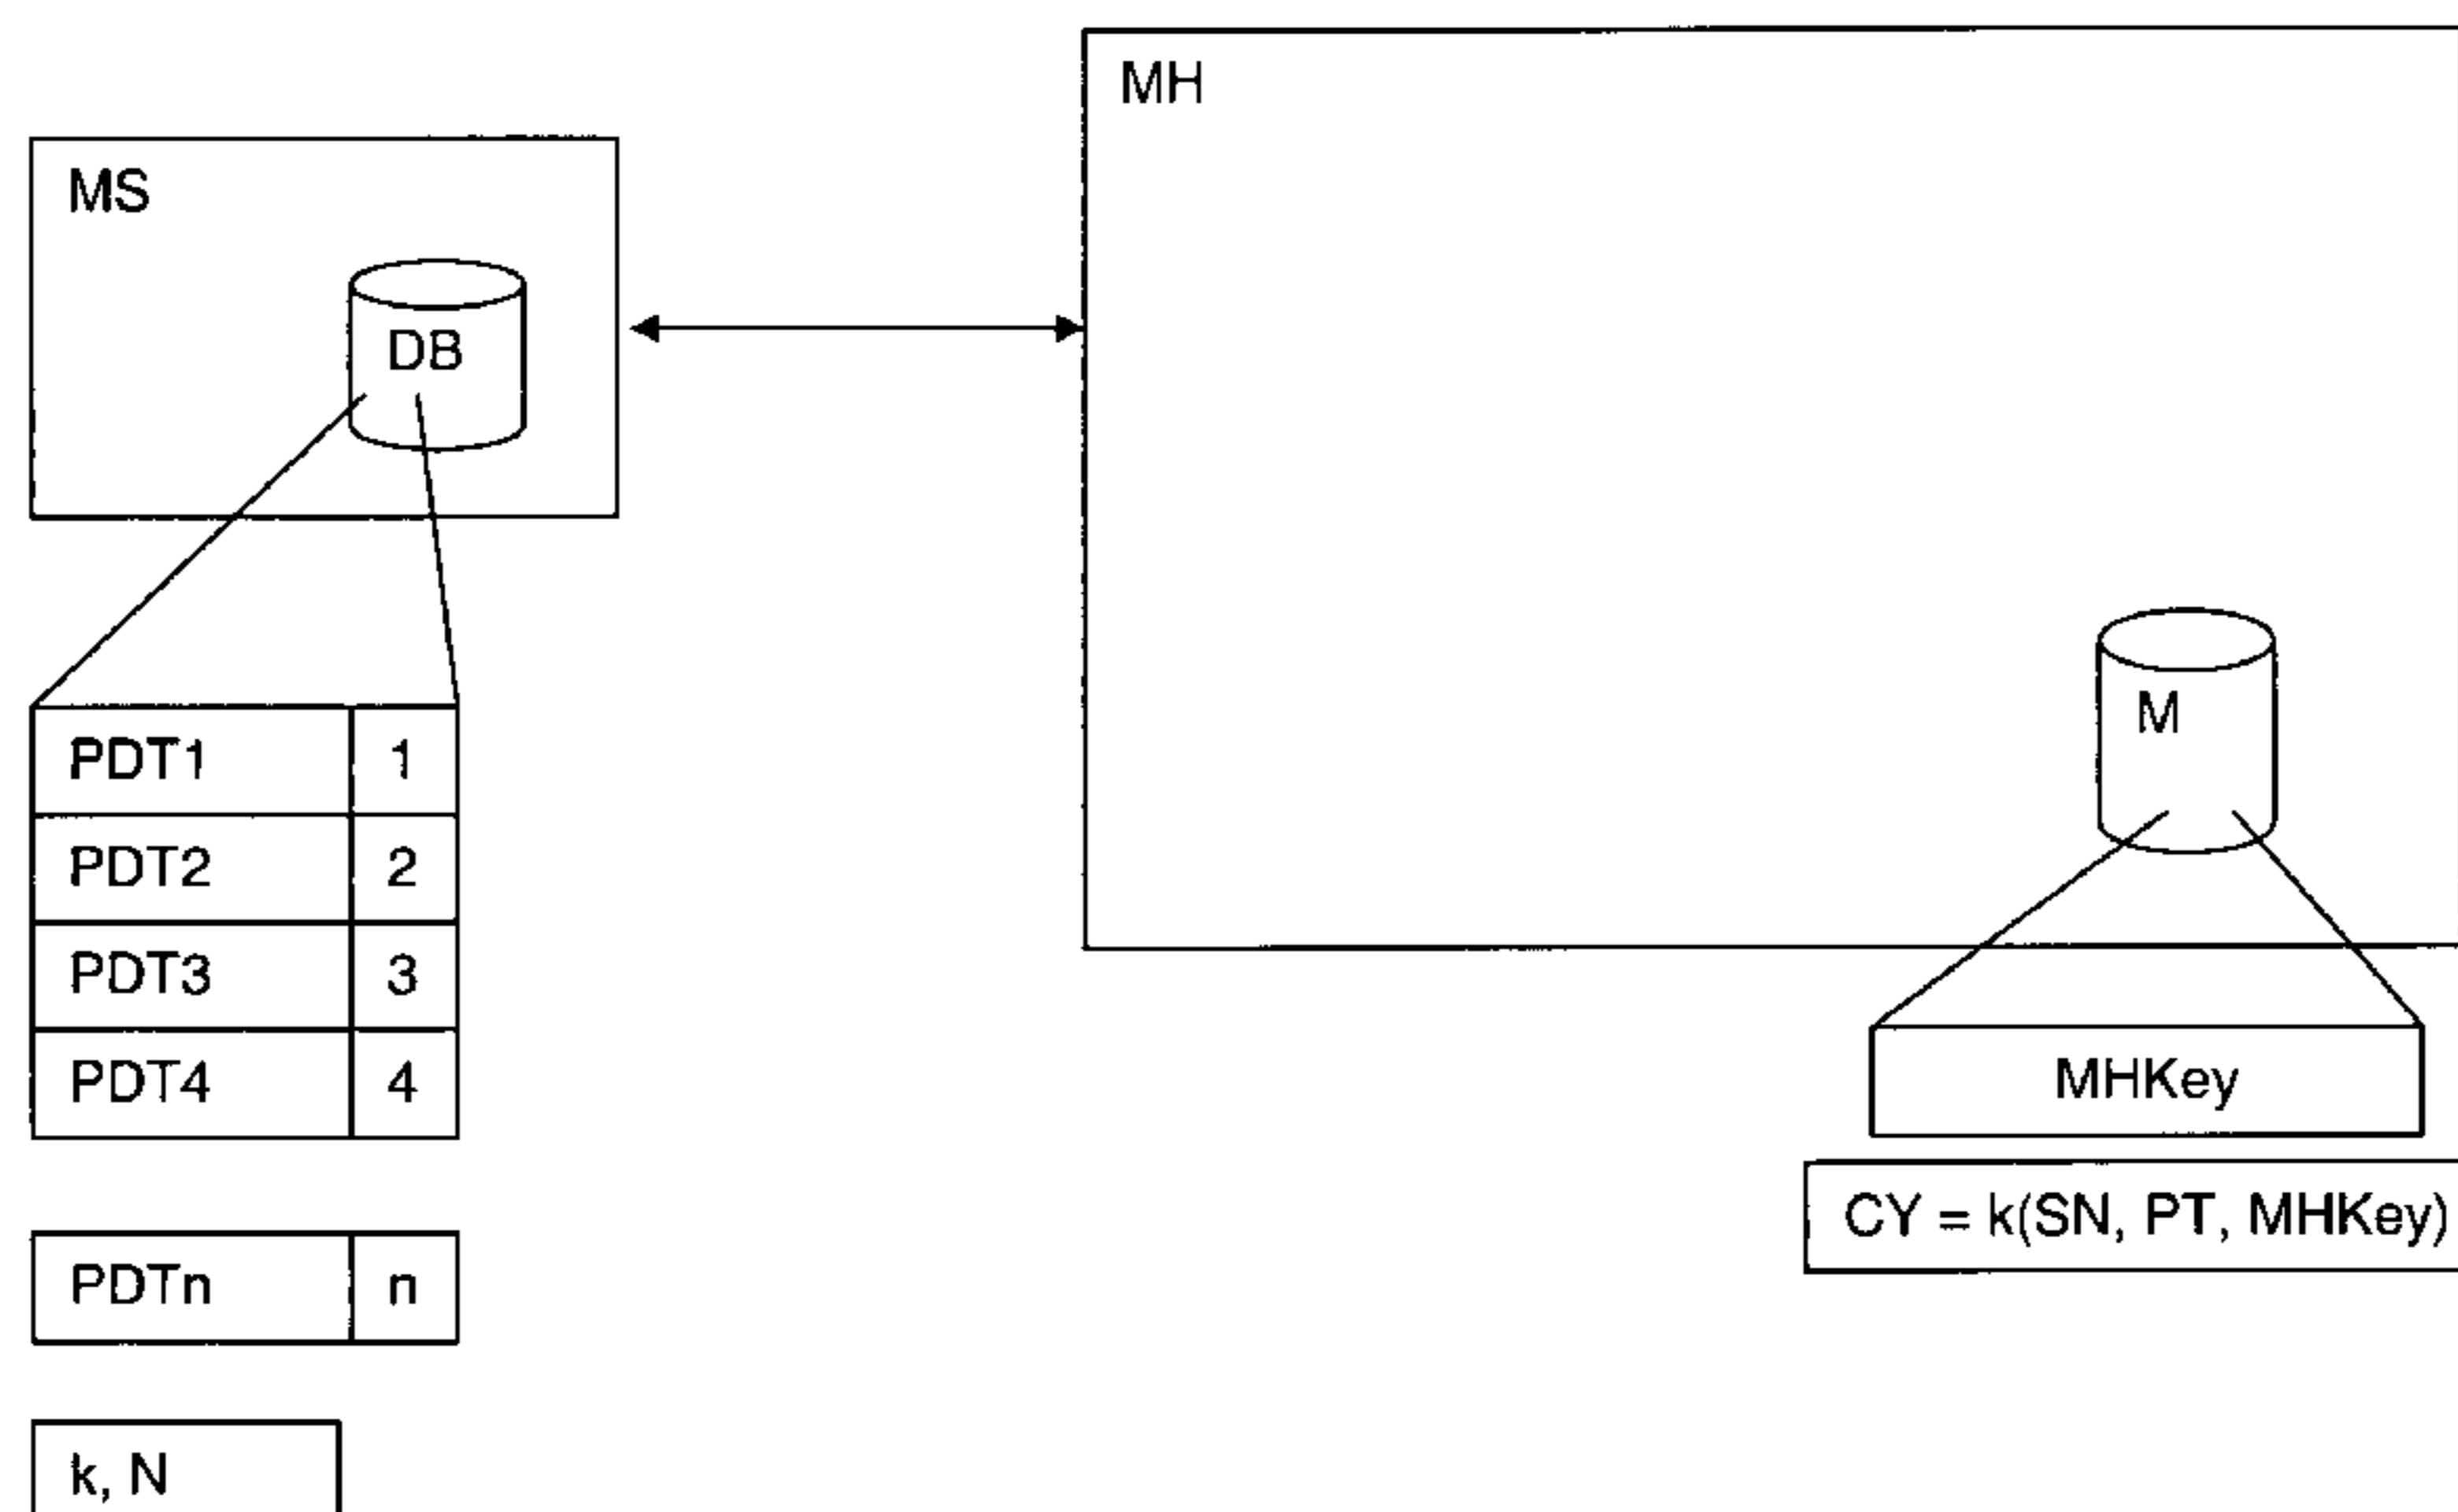 MH
MS
DB
M
PDT1 1
PDT2 2
PDT3 3
PDT4 4
MHKey
CY = k(SN, PT, MHKey)
PDTn n
k, N